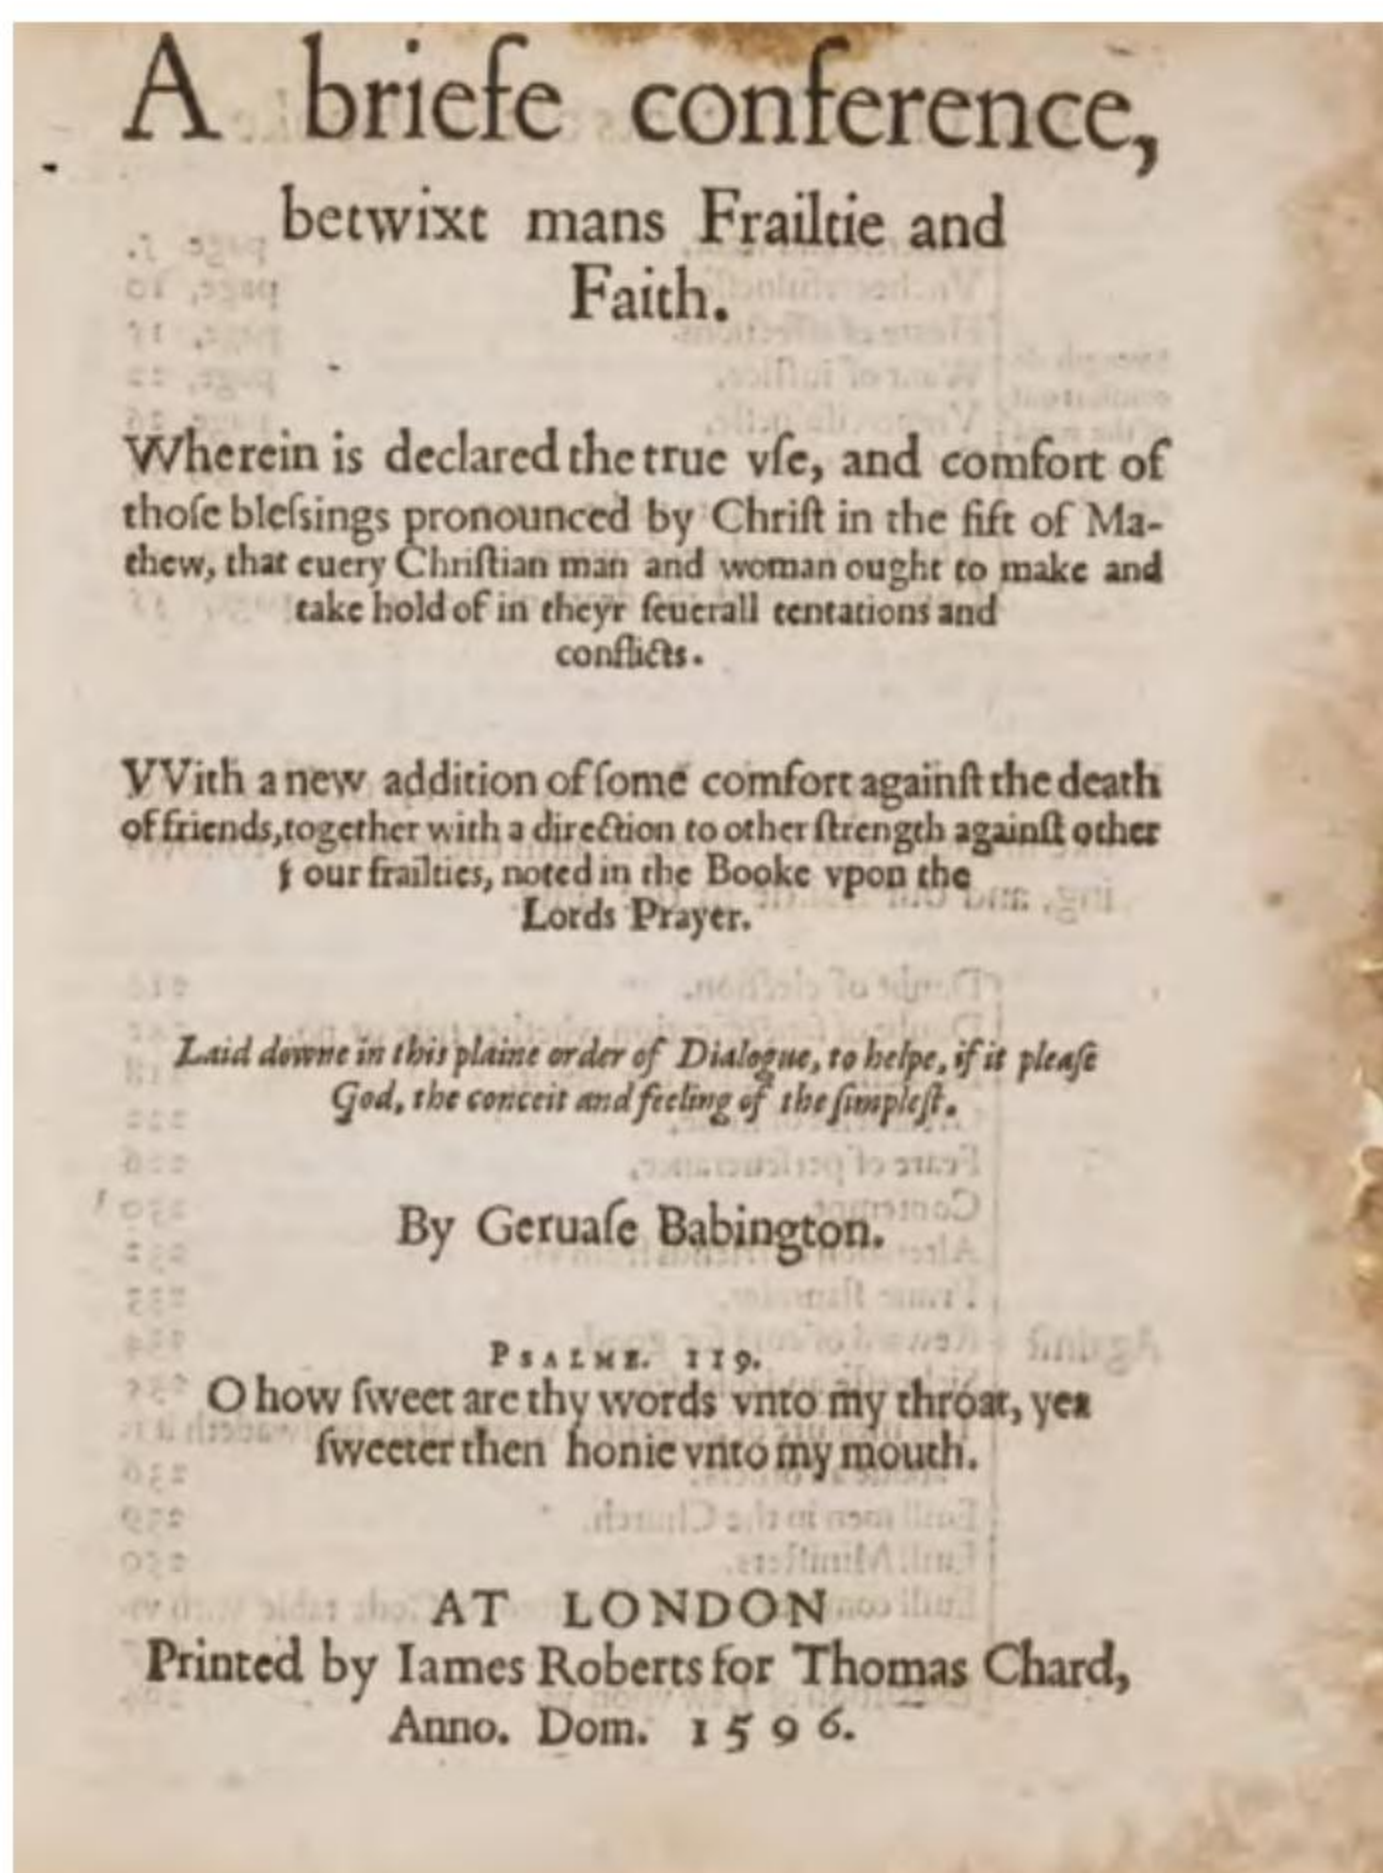 A briefe conference,
betwixt mans Frailtie and
Faith.
Wherein is declared the true vſe, and comfort of
thoſe bleſsings pronounced by Chriſt in the fift of Ma-
thew, that euery Chriſtian man and woman ought to make and
take hold of in theyr ſeuerall tentations and
conflicts.
VVith a new addition of ſome comfort againſt the death
of friends, together with a direction to other ſtrength againſt other
our frailties, noted in the Booke vpon the
Lords Prayer.
Laid downe in this plaine order of Dialogue, to helpe, if it pleaſe
God, the conceit and feeling of the ſimpleſt.
By Geruaſe Babington.
PSALME. 119.
O how ſweet are thy words vnto my throat, yea
ſweeter then honie vnto my mouth.
AT LONDON
Printed by Iames Roberts for Thomas Chard,
Anno. Dom. 1596.